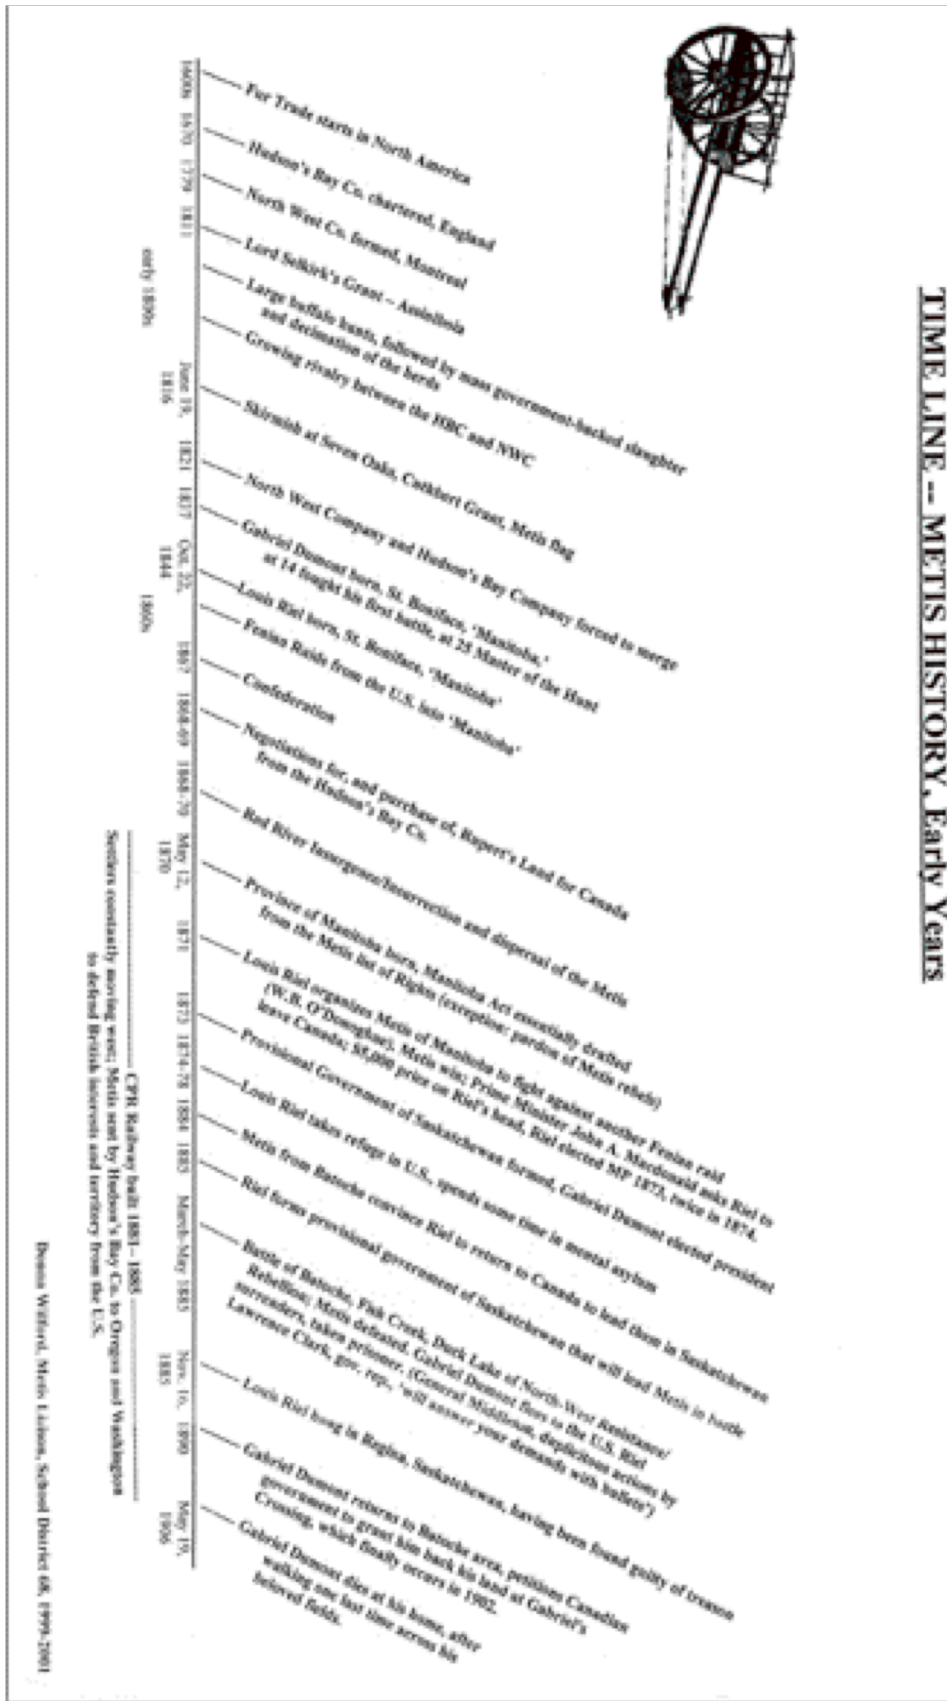 TIME LINE -- METIS HISTORY, Early Years
Fur Trade starts in North America
Hudson's Bay Co. chartered, England
North West Co. formed, Montreal
Lord Selkirk's Grant – Assiniboia
Large buffalo hunts, followed by mass government-backed slaughter
and decimation of the herds
Growing rivalry between the HBC and NWC
Skirmish at Seven Oaks, Cuthbert Grant, Metis flag
North West Company and Hudson's Bay Company forced to merge
Gabriel Dumont born, St. Boniface, 'Manitoba,'
at 14 fought his first battle, at 25 Master of the Hunt
Louis Riel born, St. Boniface, 'Manitoba'
Fenian Raids from the U.S. into 'Manitoba'
Confederation
Negotiations for, and purchase of, Rupert's Land for Canada
from the Hudson's Bay Co.
Red River Insurgence/Insurrection and dispersal of the Metis
Province of Manitoba born, Manitoba Act essentially drafted
from the Metis list of Rights (exception: pardon of Metis rebels)
Louis Riel organizes Metis of Manitoba to fight against another Fenian raid
(W.B. O'Donoghue). Metis win; Prime Minister John A. Macdonald asks Riel to
leave Canada; $5,000 price on Riel's head, Riel elected MP 1873, twice in 1874.
Provisional Government of Saskatchewan formed, Gabriel Dumont elected president
Louis Riel takes refuge in U.S., spends some time in mental asylum
Metis from Batoche convince Riel to return to Canada to lead them in Saskatchewan
Riel forms provisional government of Saskatchewan that will lead Metis in battle
Battle of Batoche, Fish Creek, Duck Lake of North-West Resistance/
Rebellion; Metis defeated. Gabriel Dumont flees to the U.S. Riel
surrenders, taken prisoner. (General Middleton, duplicitous actions by
Lawrence Clark, gov. rep., 'will answer your demands with bullets')
Louis Riel hung in Regina, Saskatchewan, having been found guilty of treason
Gabriel Dumont returns to Batoche area, petitions Canadian
government to grant him back his land at Gabriel's
Crossing, which finally occurs in 1902.
Gabriel Dumont dies at his home, after
walking one last time across his
beloved fields.
1600s 1670 1779 1811
early 1800s
June 19,
1816
1821 1837
Oct. 22,
1844
1860s
1867 1868-69 1868-70
May 12,
1870
1871 1873 1874-78 1884 1885 March-May 1885
Nov. 16,
1885
1890
May 19,
1906
CPR Railway built 1881 – 1885
Settlers constantly moving west; Metis sent by Hudson's Bay Co. to Oregon and Washington
to defend British interests and territory from the U.S.
Donna Wilford, Metis Liaison, School District 68, 1999-2001